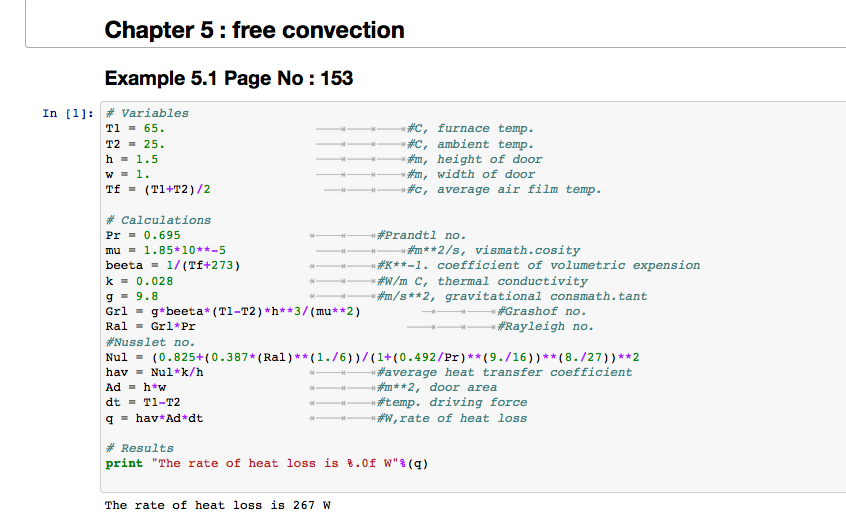 Chapter 5 : free convection
Example 5.1 Page No : 153
In [1]: # Variables
T1 = 65. #C, furnace temp.
T2 = 25. #C, ambient temp.
h = 1.5 #m, height of door
w = 1. #m, width of door
Tf = (T1+T2)/2 #c, average air film temp.
# Calculations
Pr = 0.695 #Prandtl no.
mu = 1.85*10**-5 #m**2/s, vismath.cosity
beeta = 1/(Tf+273) #K**-1. coefficient of volumetric expension
k = 0.028 #W/m C, thermal conductivity
g = 9.8 #m/s**2, gravitational consmath.tant
Gr1 = g*beeta*(T1-T2)*h**3/(mu**2) #Grashof no.
Ra1 = Gr1*Pr #Rayleigh no.
#Nusslet no.
Nu1 = (0.825+(0.387*(Ra1)**(1./6))/(1+(0.492/Pr)**(9./16))**(8./27))**2
hav = Nu1*k/h #average heat transfer coefficient
Ad = h*w #m**2, door area
dt = T1-T2 #temp. driving force
q = hav*Ad*dt #W,rate of heat loss
# Results
print "The rate of heat loss is %.0f W"%(q)
The rate of heat loss is 267 W